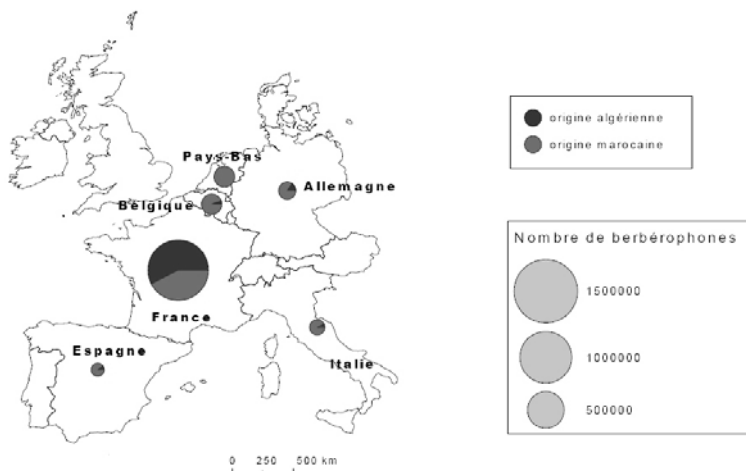 Pays-Bas
Allemagne
Belgique
France
Espagne
Italie
0 250 500 km
origine algérienne
origine marocaine
Nombre de berbérophones
1500000
1000000
500000